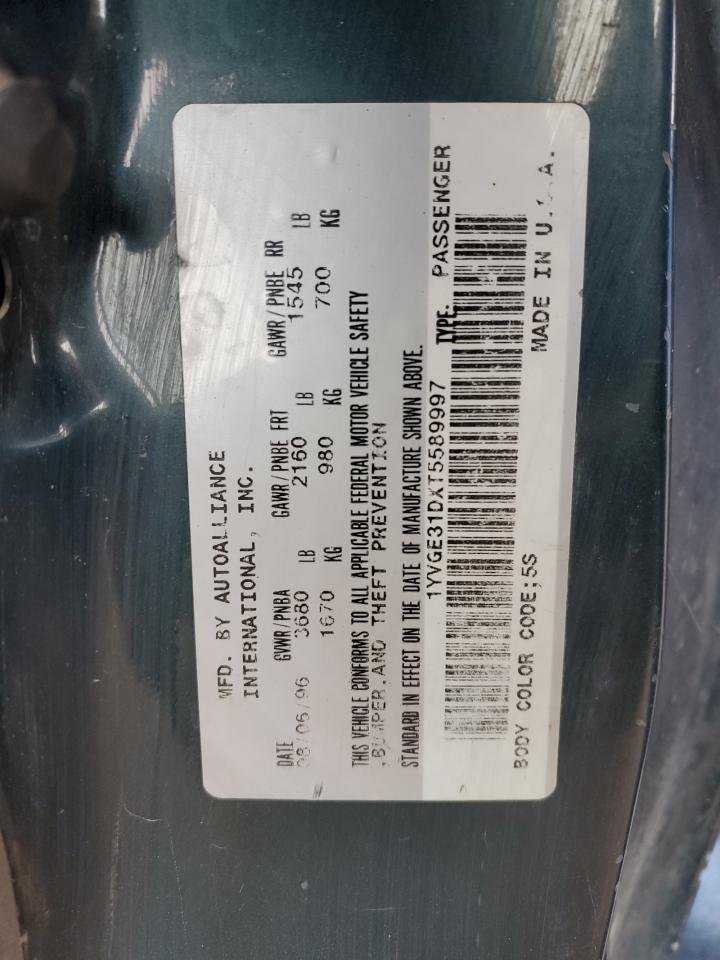 MFD. BY AUTOALLIANCE
INTERNATIONAL, INC.
DATE GVWR/PNBA GAWR/PNBE FRT GAWR/PNBE RR
08/06/96 3680 LB 2160 LB 1545 LB
1670 KG 980 KG 700 KG
THIS VEHICLE CONFORMS TO ALL APPLICABLE FEDERAL MOTOR VEHICLE SAFETY
,BUMPER,AND THEFT PREVENTION
STANDARD IN EFFECT ON THE DATE OF MANUFACTURE SHOWN ABOVE.
1YVGE31DXT5589997 TYPE: PASSENGER
BODY COLOR CODE;5S MADE IN U.S.A.